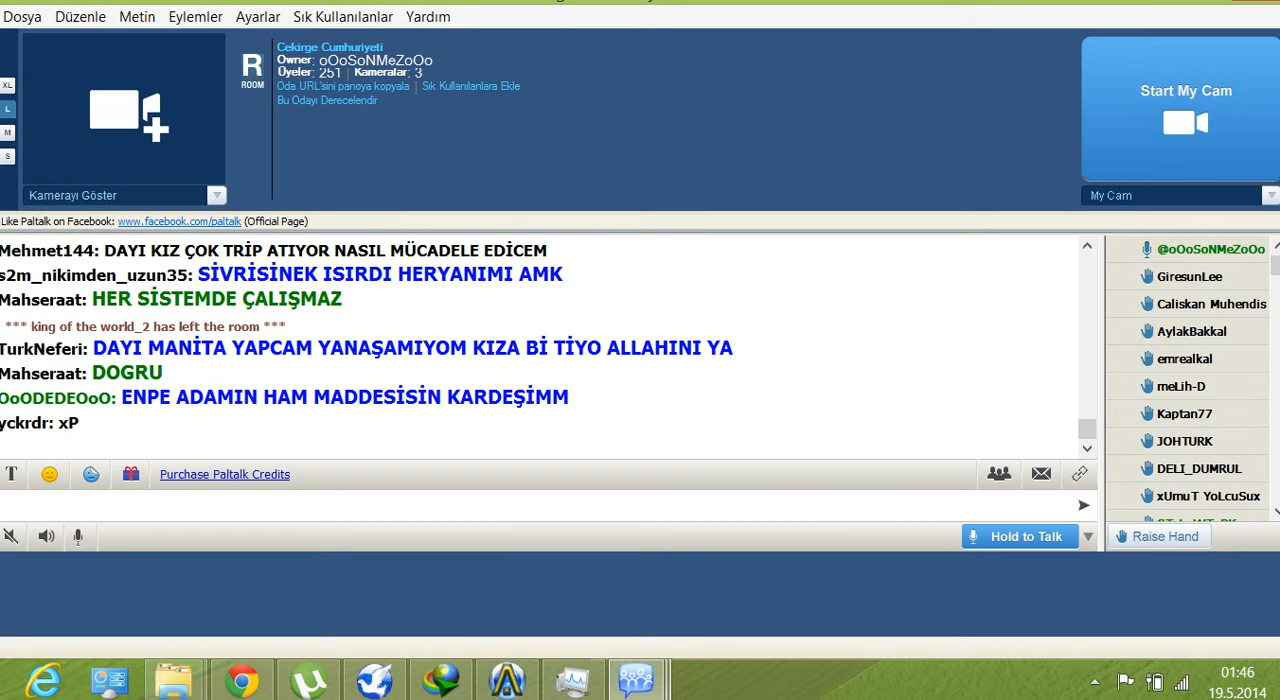 Dosya Düzenle Metin Eylemler Ayarlar Sık Kullanılanlar Yardım
XL
L
M
S
Kamerayı Göster
R
ROOM
Cekirge Cumhuriyeti
Owner: oOoSoNMeZoOo
Üyeler: 251 | Kameralar: 3
Oda URL'sini panoya kopyala | Sık Kullanılanlara Ekle
Bu Odayı Derecelendir
Start My Cam
My Cam
Like Paltalk on Facebook: www.facebook.com/paltalk (Official Page)
Mehmet144: DAYI KIZ ÇOK TRİP ATIYOR NASIL MÜCADELE EDİCEM
s2m_nikimden_uzun35: SİVRİSİNEK ISIRDI HERYANIMI AMK
Mahseraat: HER SİSTEMDE ÇALIŞMAZ
*** king of the world_2 has left the room ***
TurkNeferi: DAYI MANİTA YAPCAM YANAŞAMIYOM KIZA Bİ TİYO ALLAHINI YA
Mahseraat: DOGRU
OoODEDEOoO: ENPE ADAMIN HAM MADDESİSİN KARDEŞİMM
yckrdr: xP
@oOoSoNMeZoOo
GiresunLee
Caliskan Muhendis
AylakBakkal
emrealkal
meLih-D
Kaptan77
JOHTURK
DELI_DUMRUL
xUmuT YoLcuSux
T Purchase Paltalk Credits
Hold to Talk
Raise Hand
01:46
19.5.2014